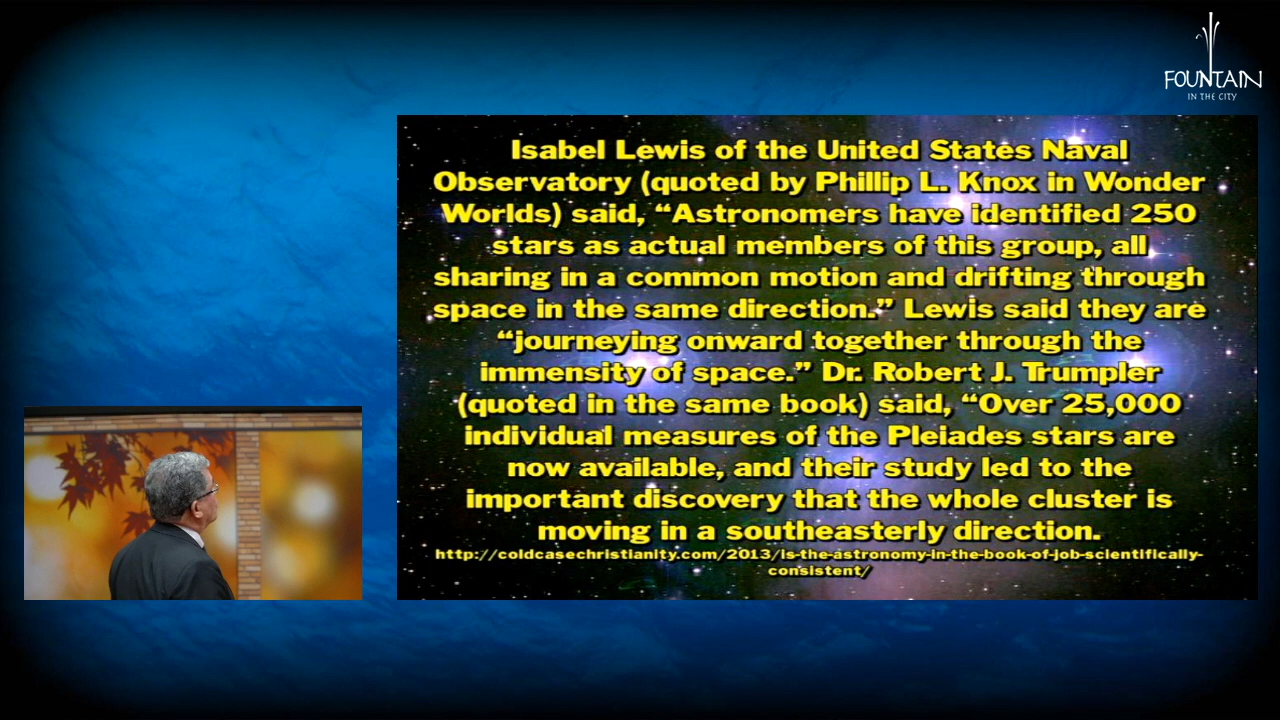 FOUNTAIN
IN THE CITY
Isabel Lewis of the United States Naval
Observatory (quoted by Phillip L. Knox in Wonder
Worlds) said, “Astronomers have identified 250
stars as actual members of this group, all
sharing in a common motion and drifting through
space in the same direction.” Lewis said they are
“journeying onward together through the
immensity of space.” Dr. Robert J. Trumpler
(quoted in the same book) said, “Over 25,000
individual measures of the Pleiades stars are
now available, and their study led to the
important discovery that the whole cluster is
moving in a southeasterly direction.
http://coldcasechristianity.com/2013/is-the-astronomy-in-the-book-of-job-scientifically-
consistent/